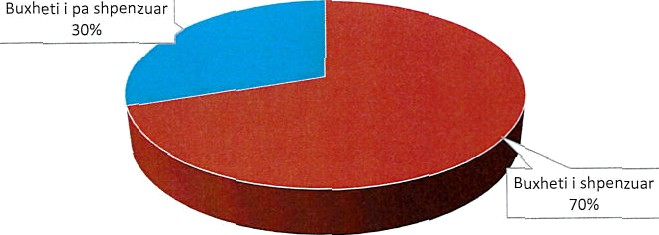 Buxheti i pa shpenzuar
30%
Buxheti i shpenzuar
70%